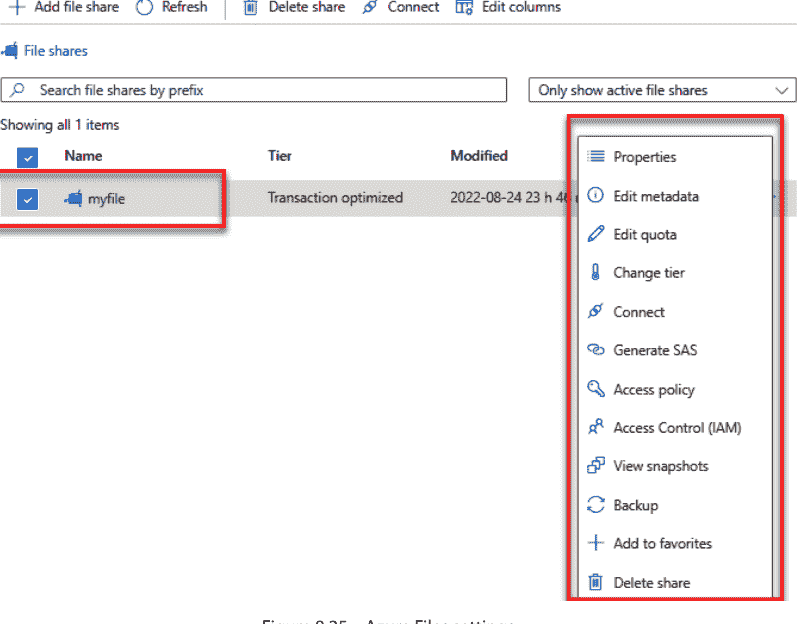 Add file share Refresh Delete share Connect Edit columns
File shares
Search file shares by prefix Only show active file shares
Showing all 1 items
Name Tier Modified
myfile Transaction optimized 2022-08-24 23 h
Properties
Edit metadata
Edit quota
Change tier
Connect
Generate SAS
Access policy
Access Control (IAM)
View snapshots
Backup
Add to favorites
Delete share